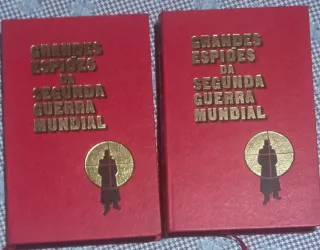 GRANDES
ESPIÕES
DA
SEGUNDA
GUERRA
MUNDIAL
GRANDES
ESPIÕES
DA
SEGUNDA
GUERRA
MUNDIAL